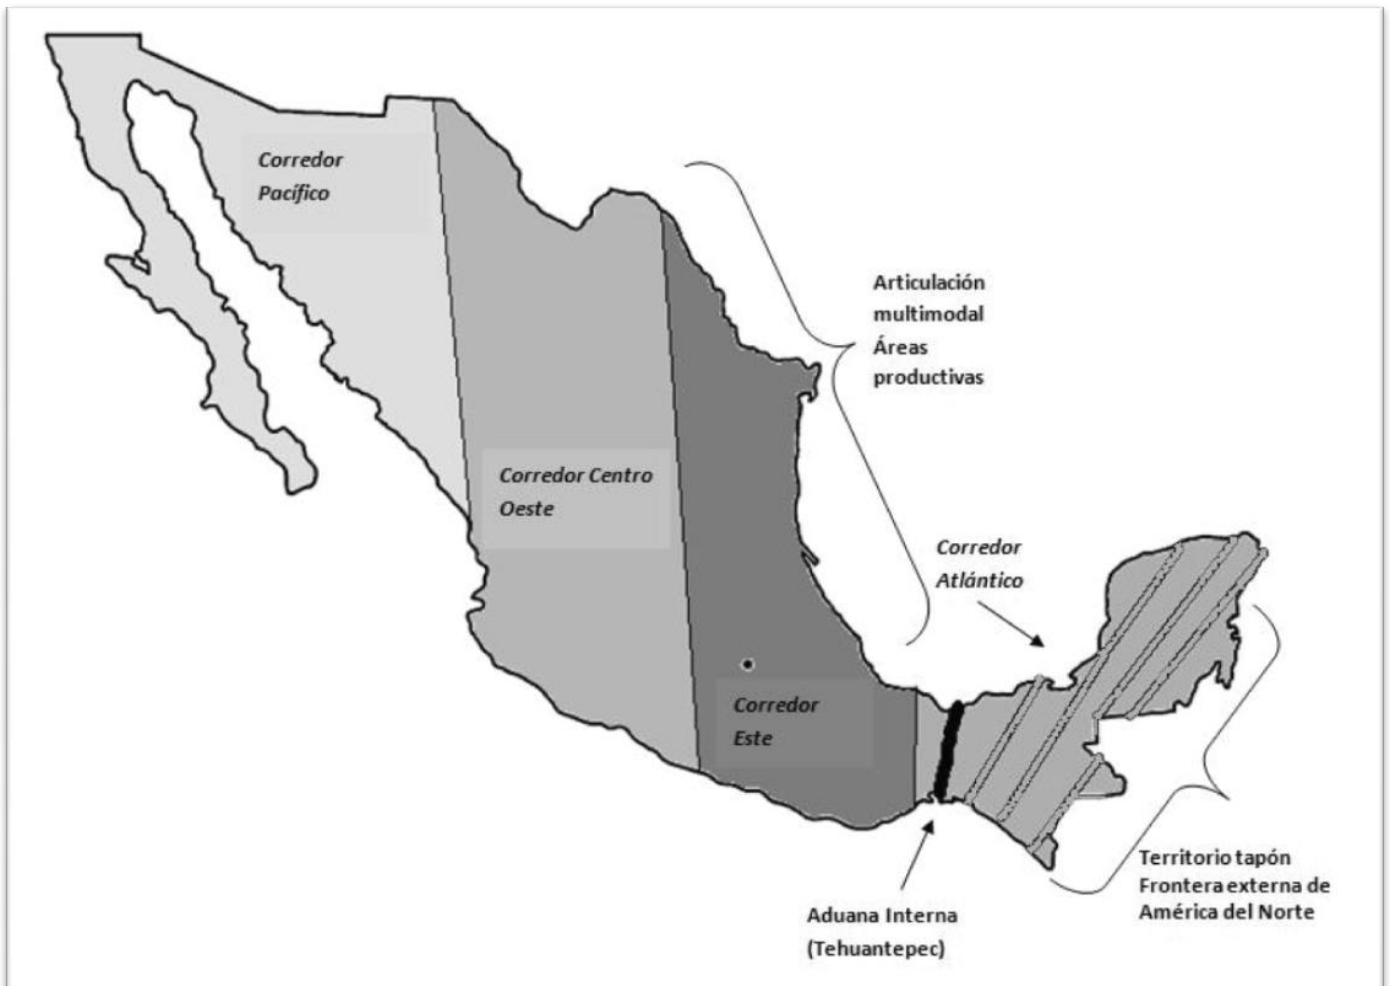 Corredor
Pacífico
Articulación
multimodal
Áreas
productivas
Corredor Centro
Oeste
Corredor
Atlántico
Corredor
Este
Territorio tapón
Frontera externa de
América del Norte
Aduana Interna
(Tehuantepec)